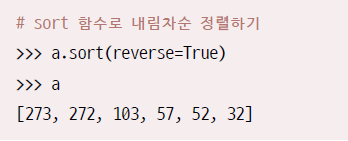 # sort 함수로 내림차순 정렬하기
>>> a.sort(reverse=True)
>>> a
[273, 272, 103, 57, 52, 32]